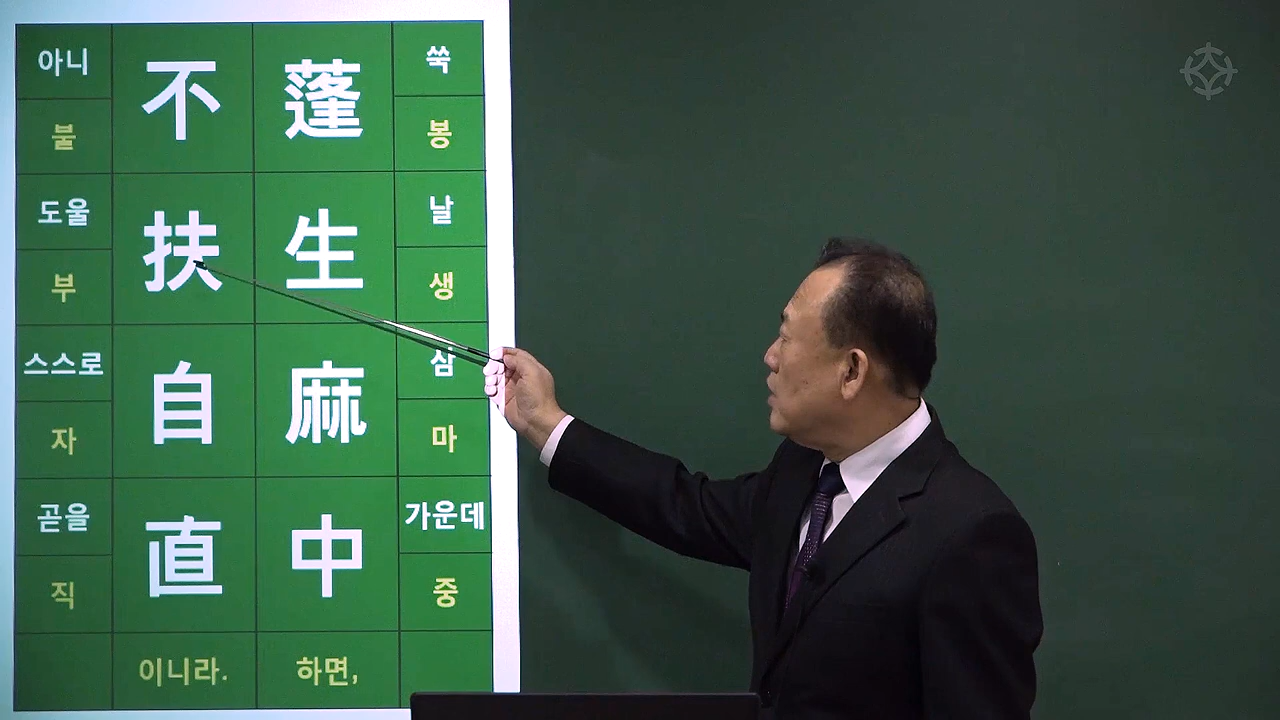 쑥 봉 蓬
날 생 生
삼 마 麻
가운데 중 中
하면,
아니 불 不
도울 부 扶
스스로 자 自
곧을 직 直
이니라.